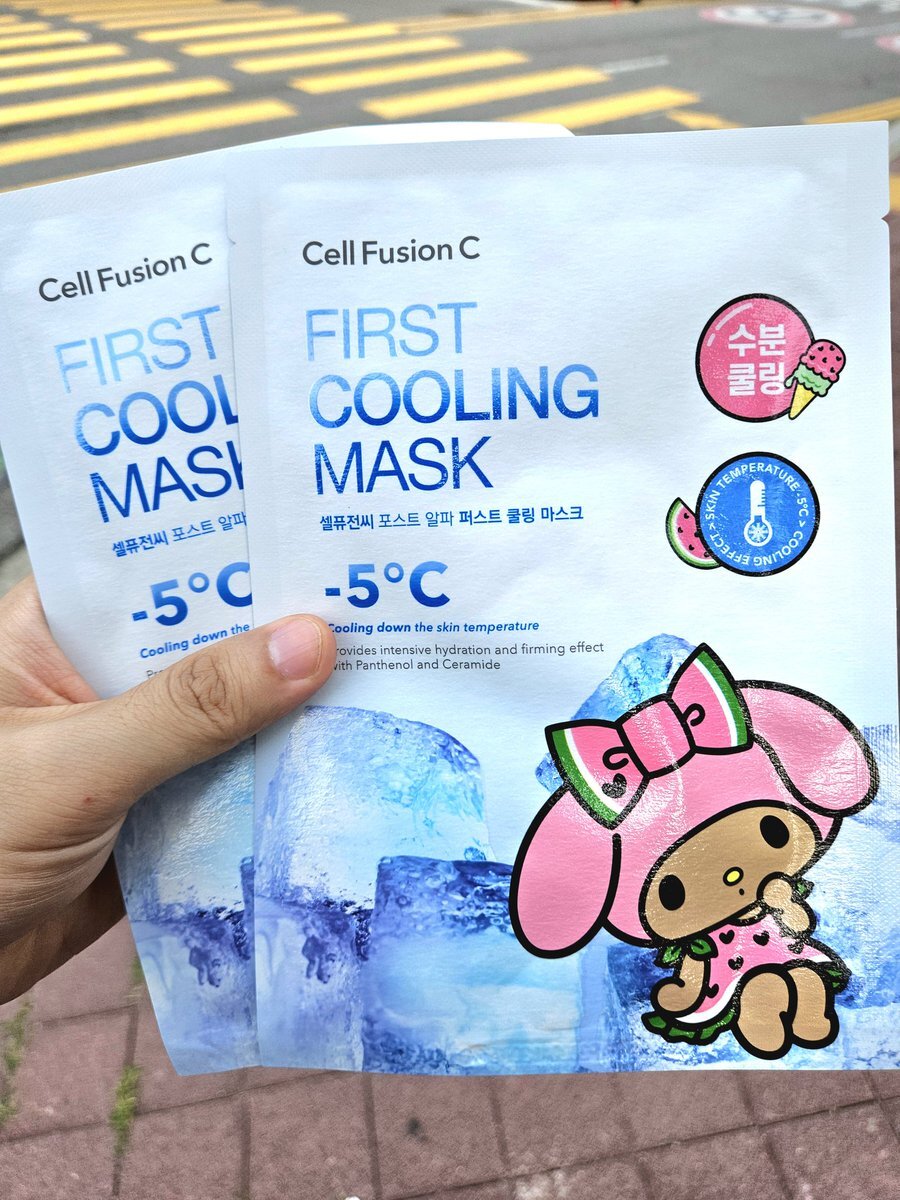 Cell Fusion C
FIRST
COOL
MASK
셀퓨전씨 포스트 알파
-5°C
Cooling down the
Cell Fusion C
FIRST
COOLING
MASK
셀퓨전씨 포스트 알파 퍼스트 쿨링 마스크
-5°C
Cooling down the skin temperature
rovides intensive hydration and firming effect
with Panthenol and Ceramide
수분
쿨링
SKIN TEMPERATURE -5°C > COOLING EFFECT >